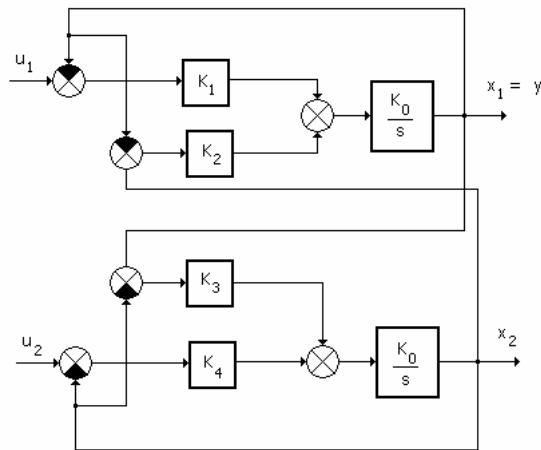 u₁
K₁
K₀
s
x₁ = y
K₂
K₃
u₂
K₄
K₀
s
x₂